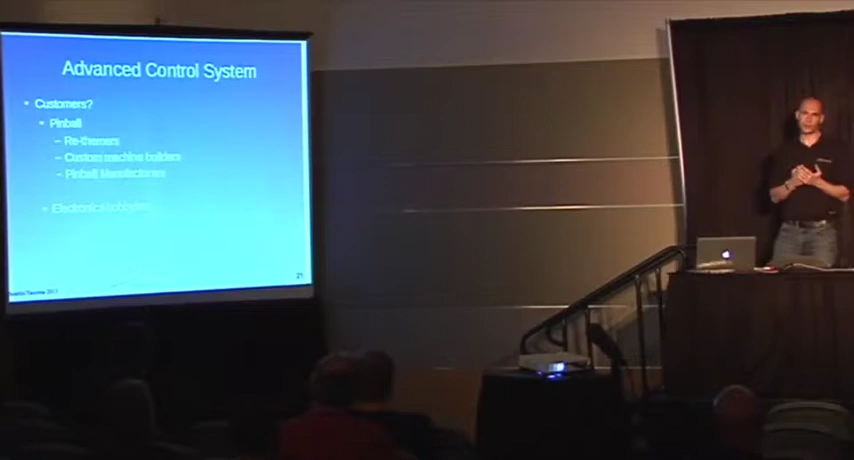 Advanced Control System
• Customers?
• Pinball
– Re-themers
– Custom machine builders
– Pinball Manufacturers
• Electronics Hobbyists
21